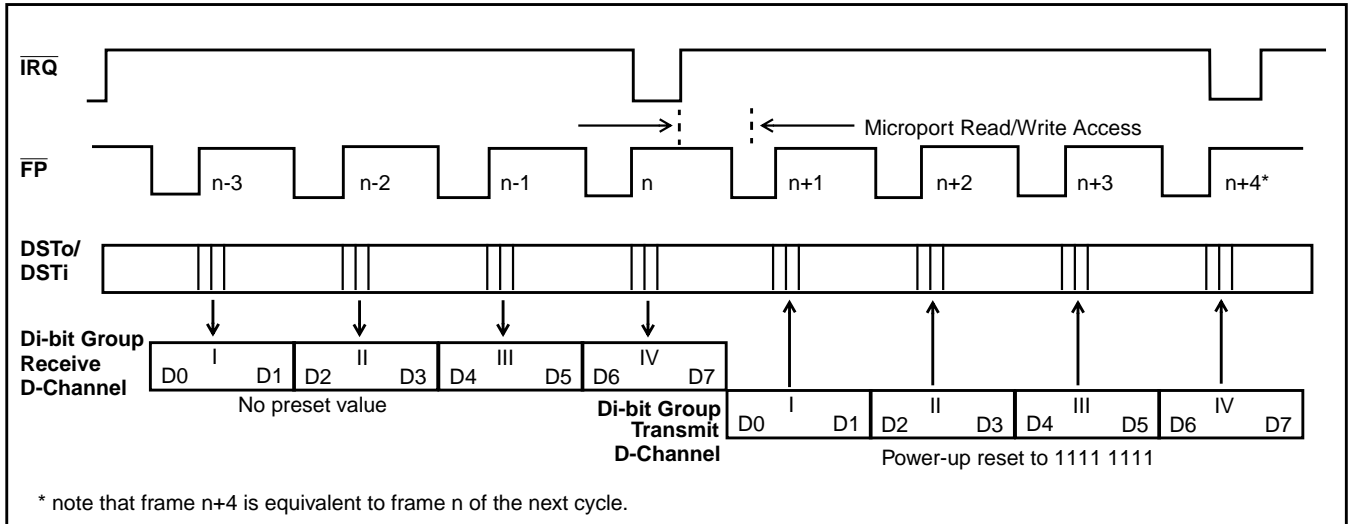 IRQ
Microport Read/Write Access
FP
n-3 n-2 n-1 n n+1 n+2 n+3 n+4*
DSTo/
DSTi
Di-bit Group
Receive
D-Channel
I II III IV
D0 D1 D2 D3 D4 D5 D6 D7
No preset value
Di-bit Group
Transmit
D-Channel
I II III IV
D0 D1 D2 D3 D4 D5 D6 D7
Power-up reset to 1111 1111
* note that frame n+4 is equivalent to frame n of the next cycle.